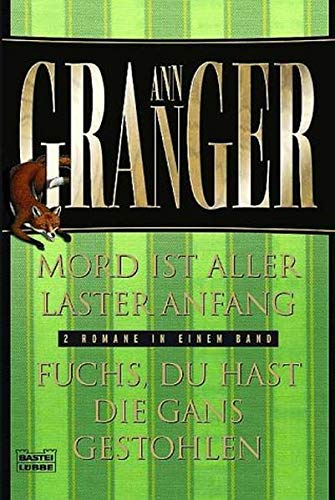 ANN
GRANGER
MORD IST ALLER
LASTER ANFANG
2 ROMANE IN EINEM BAND
FUCHS, DU HAST
DIE GANS
GESTOHLEN
BASTEI
LÜBBE